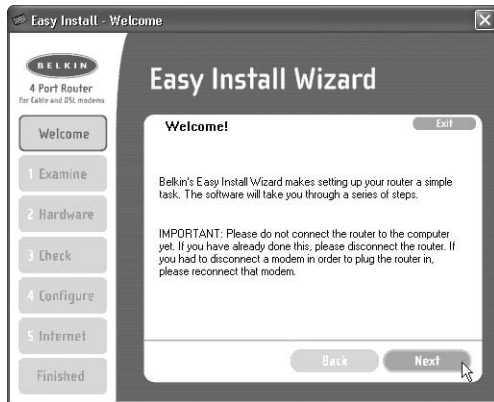 Easy Install - Welcome
BELKIN
4 Port Router
For Cable and DSL modems
Welcome
1 Examine
2 Hardware
3 Check
4 Configure
5 Internet
Finished
Easy Install Wizard
Welcome!
Exit
Belkin's Easy Install Wizard makes setting up your router a simple
task. The software will take you through a series of steps.
IMPORTANT: Please do not connect the router to the computer
yet. If you have already done this, please disconnect the router. If
you had to disconnect a modem in order to plug the router in,
please reconnect that modem.
Back
Next